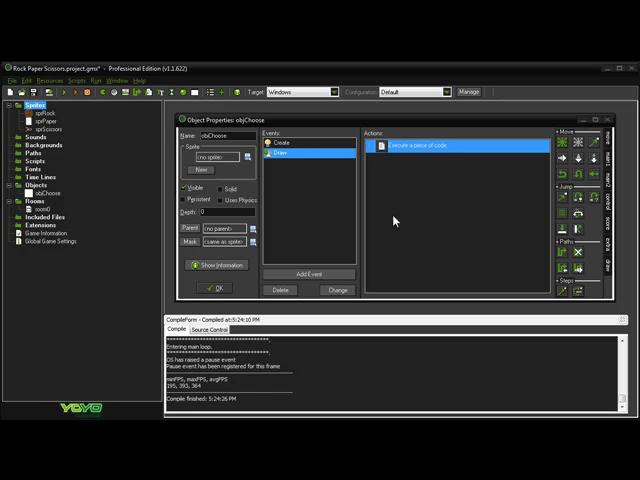 Rock Paper Scissors.project.gmx* - Professional Edition (v1.1.622)
File Edit Resources Scripts Run Window Help
Target: Windows Configuration: Default Manage
Sprites
sprRock
sprPaper
sprScissors
Sounds
Backgrounds
Paths
Scripts
Fonts
Time Lines
Objects
objChoose
Rooms
room0
Included Files
Extensions
Game Information
Global Game Settings
YOYO
Object Properties: objChoose
Name: objChoose
Sprite
<no sprite>
New
Visible Solid
Persistent Uses Physics
Depth: 0
Parent <no parent>
Mask <same as sprite>
Show Information
OK
Events:
Create
Draw
Add Event
Delete Change
Actions:
Execute a piece of code
Move
Jump
Paths
Steps
move
main1
main2
control
score
extra
draw
CompileForm - Compiled at:5:24:10 PM
Compile Source Control
Entering main loop.
OS has raised a pause event
Pause event has been registered for this frame
minFPS, maxFPS, avgFPS
195, 393, 364
Compile finished: 5:24:26 PM